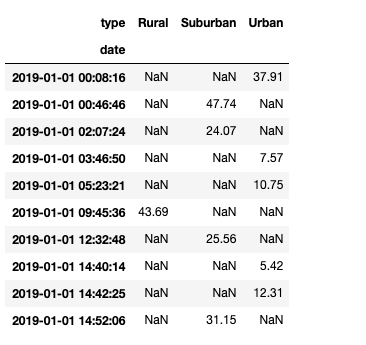 type Rural Suburban Urban
date
2019-01-01 00:08:16 NaN NaN 37.91
2019-01-01 00:46:46 NaN 47.74 NaN
2019-01-01 02:07:24 NaN 24.07 NaN
2019-01-01 03:46:50 NaN NaN 7.57
2019-01-01 05:23:21 NaN NaN 10.75
2019-01-01 09:45:36 43.69 NaN NaN
2019-01-01 12:32:48 NaN 25.56 NaN
2019-01-01 14:40:14 NaN NaN 5.42
2019-01-01 14:42:25 NaN NaN 12.31
2019-01-01 14:52:06 NaN 31.15 NaN